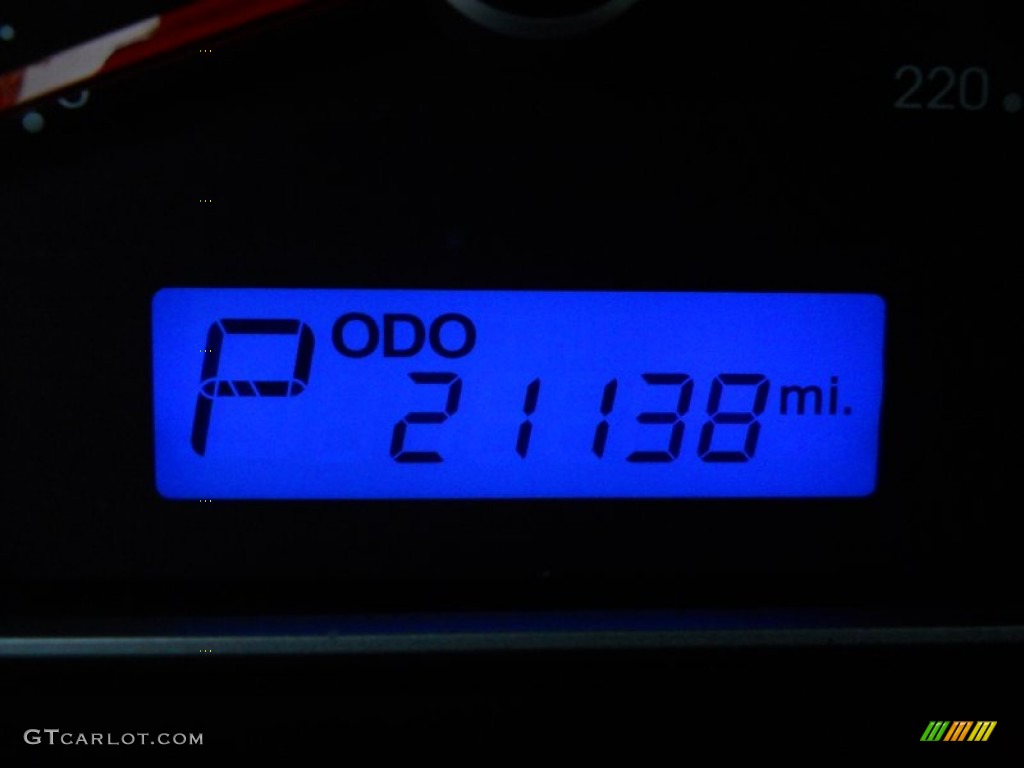 220
P ODO
21138 mi.
GTCARLOT.COM